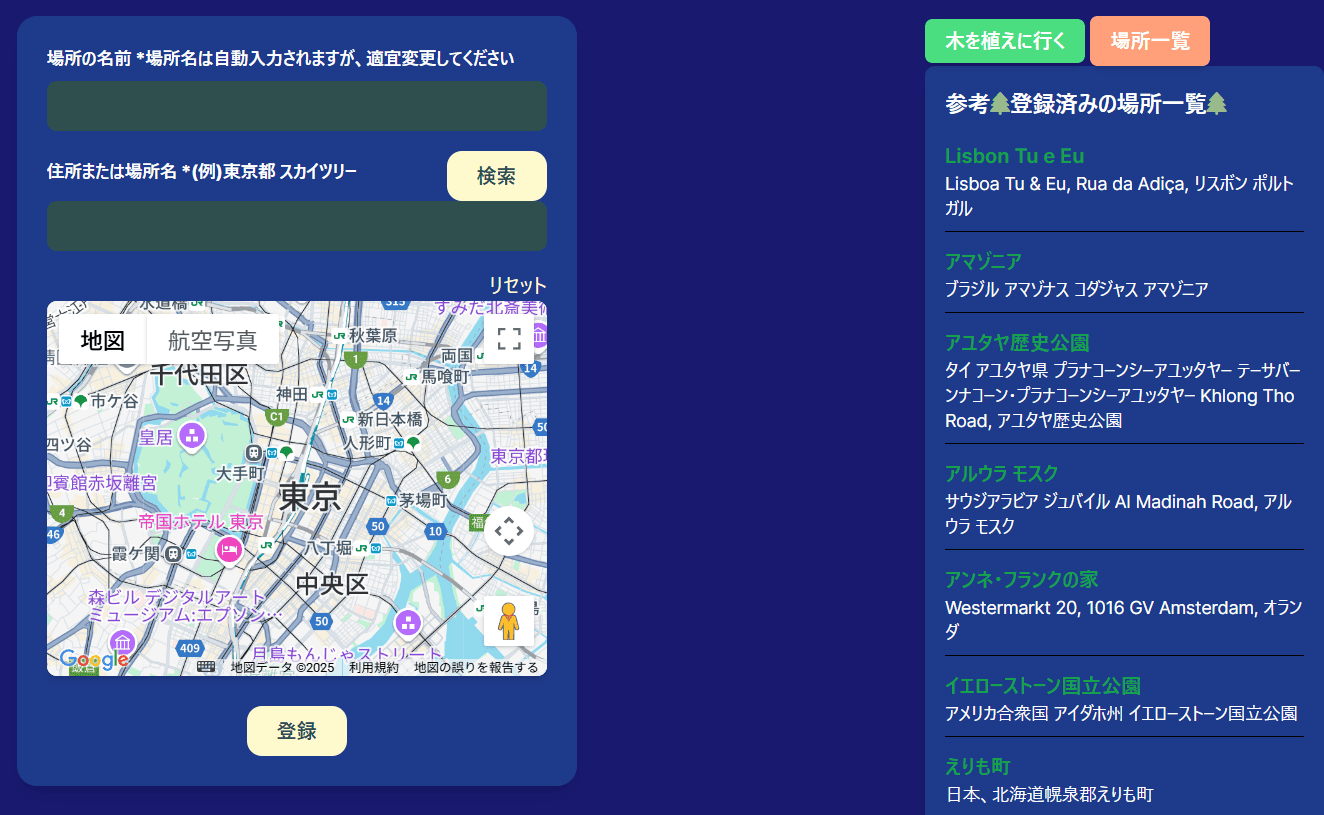 場所の名前 *場所名は自動入力されますが、適宜変更してください
住所または場所名 *(例)東京都 スカイツリー
検索
リセット
地図
航空写真
秋葉原
両国
千代田区
馬喰町
神田
市ケ谷
14
14
1
C1
新日本橋
皇居
人形町
四ツ谷
大手町
6
東京
茅場町
4
帝国ホテル 東京
46
50
10
霞ケ関
八丁堀
中央区
森ビル デジタルアート
ミュージアム:エプソン…
50
409
月島もんじゃストリート
Google
地図データ ©2025
利用規約
地図の誤りを報告する
登録
木を植えに行く
場所一覧
参考🌲登録済みの場所一覧🌲
Lisbon Tu e Eu
Lisboa Tu & Eu, Rua da Adiça, リスボン ポルト
ガル
アマゾニア
ブラジル アマゾナス コダジャス アマゾニア
アユタヤ歴史公園
タイ アユタヤ県 プラナコーンシーアユッタヤー テーサバー
ンナコーン・プラナコーンシーアユッタヤー Khlong Tho
Road, アユタヤ歴史公園
アルウラ モスク
サウジアラビア ジュバイル Al Madinah Road, アル
ウラ モスク
アンネ・フランクの家
Westermarkt 20, 1016 GV Amsterdam, オラン
ダ
イエローストーン国立公園
アメリカ合衆国 アイダホ州 イエローストーン国立公園
えりも町
日本、北海道幌泉郡えりも町